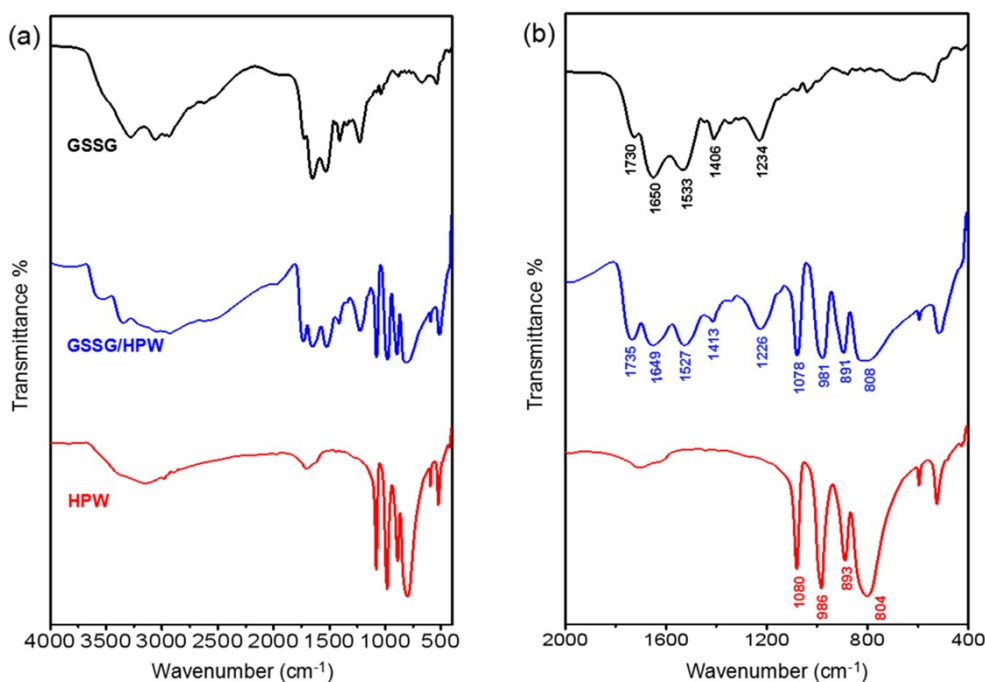 (a)
GSSG
GSSG/HPW
HPW
Transmittance %
4000 3500 3000 2500 2000 1500 1000 500
Wavenumber (cm⁻¹)
(b)
1730
1650
1533
1406
1234
1735
1649
1527
1413
1226
1078
981
891
808
1080
986
893
804
Transmittance %
2000 1600 1200 800 400
Wavenumber (cm⁻¹)